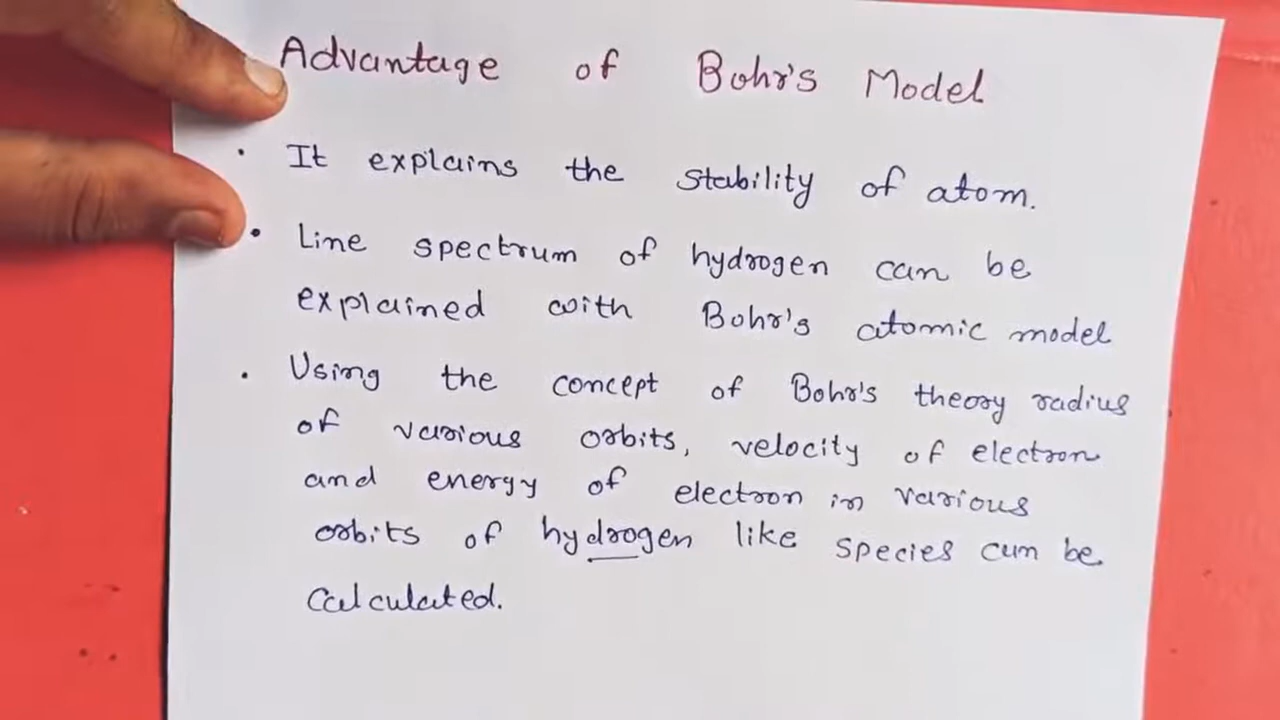 Advantage of Bohr's Model
• It explains the stability of atom.
• Line spectrum of hydrogen can be
explained with Bohr's atomic model
• Using the concept of Bohr's theory radius
of various orbits, velocity of electron
and energy of electron in various
orbits of hydrogen like species can be
calculated.